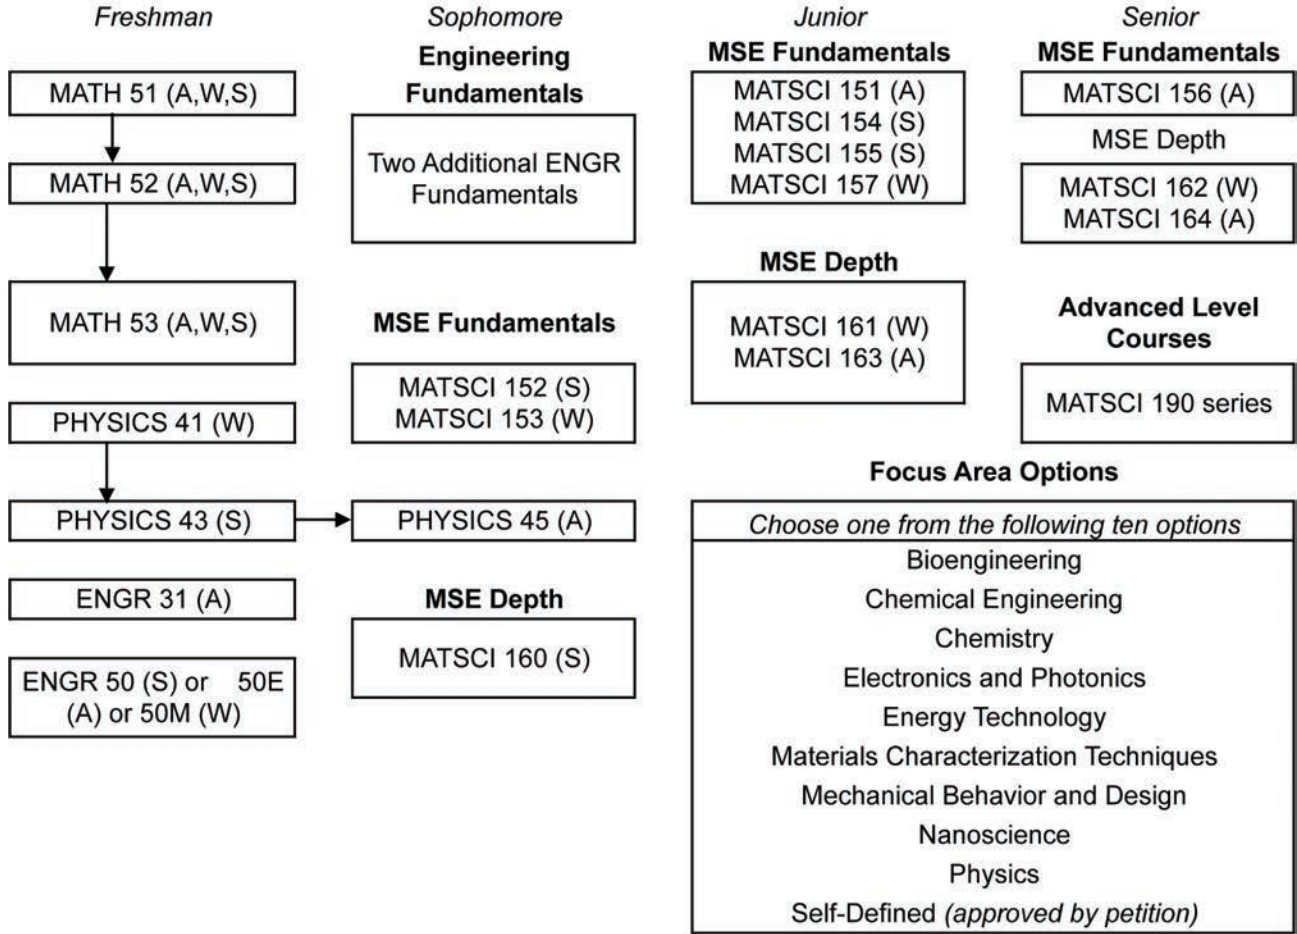 Freshman
MATH 51 (A,W,S)
MATH 52 (A,W,S)
MATH 53 (A,W,S)
PHYSICS 41 (W)
PHYSICS 43 (S)
ENGR 31 (A)
ENGR 50 (S) or 50E
(A) or 50M (W)
Sophomore
Engineering
Fundamentals
Two Additional ENGR
Fundamentals
MSE Fundamentals
MATSCI 152 (S)
MATSCI 153 (W)
PHYSICS 45 (A)
MSE Depth
MATSCI 160 (S)
Junior
MSE Fundamentals
MATSCI 151 (A)
MATSCI 154 (S)
MATSCI 155 (S)
MATSCI 157 (W)
MSE Depth
MATSCI 161 (W)
MATSCI 163 (A)
Senior
MSE Fundamentals
MATSCI 156 (A)
MSE Depth
MATSCI 162 (W)
MATSCI 164 (A)
Advanced Level
Courses
MATSCI 190 series
Focus Area Options
Choose one from the following ten options
Bioengineering
Chemical Engineering
Chemistry
Electronics and Photonics
Energy Technology
Materials Characterization Techniques
Mechanical Behavior and Design
Nanoscience
Physics
Self-Defined (approved by petition)